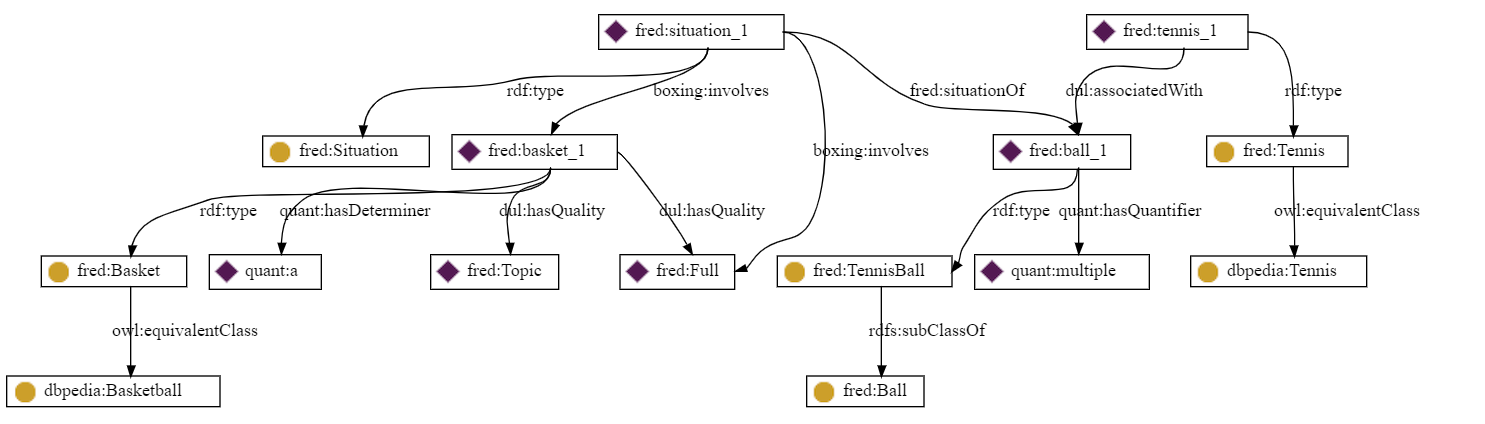 fred:situation_1
fred:tennis_1
rdf:type
boxing:involves
fred:situationOf
dul:associatedWith
rdf:type
fred:Situation
fred:basket_1
boxing:involves
fred:ball_1
fred:Tennis
rdf:type
quant:hasDeterminer
dul:hasQuality
dul:hasQuality
rdf:type
quant:hasQuantifier
owl:equivalentClass
fred:Basket
quant:a
fred:Topic
fred:Full
fred:TennisBall
quant:multiple
dbpedia:Tennis
owl:equivalentClass
rdfs:subClassOf
dbpedia:Basketball
fred:Ball